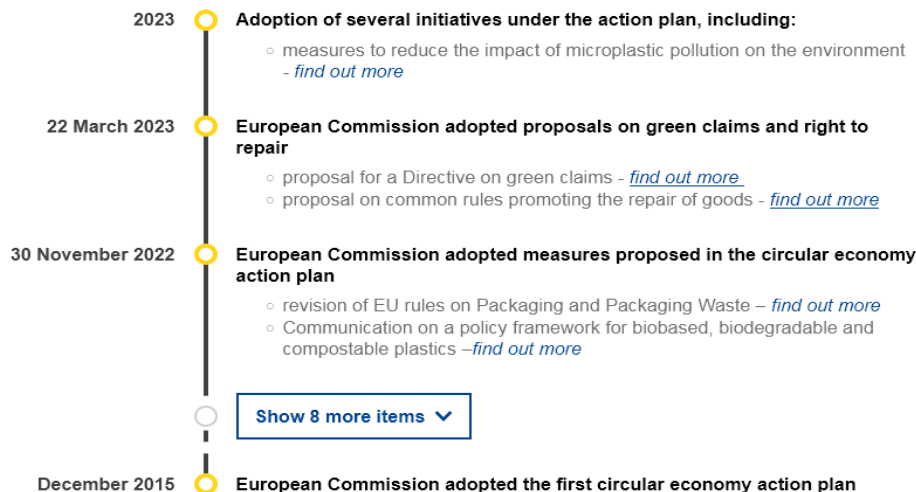 2023
Adoption of several initiatives under the action plan, including:
measures to reduce the impact of microplastic pollution on the environment
- find out more
22 March 2023
European Commission adopted proposals on green claims and right to
repair
proposal for a Directive on green claims - find out more
proposal on common rules promoting the repair of goods - find out more
30 November 2022
European Commission adopted measures proposed in the circular economy
action plan
revision of EU rules on Packaging and Packaging Waste – find out more
Communication on a policy framework for biobased, biodegradable and
compostable plastics –find out more
Show 8 more items
December 2015
European Commission adopted the first circular economy action plan